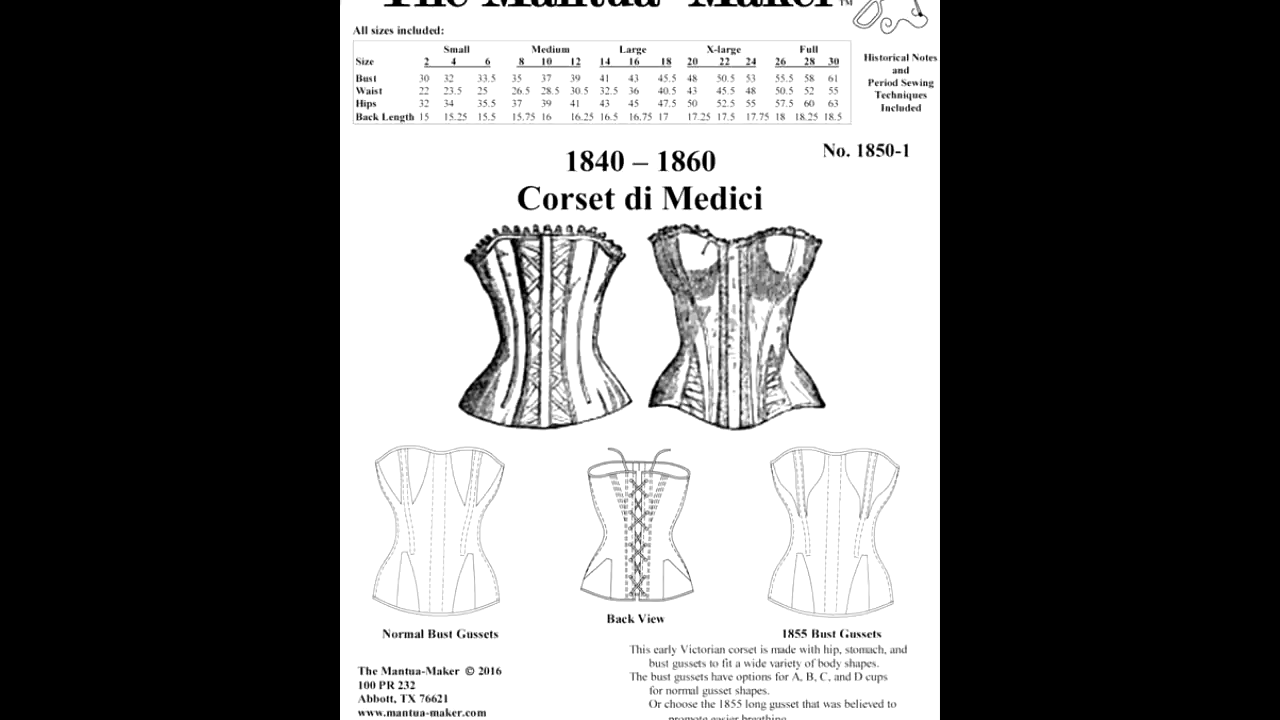 The Mantua-Maker™
All sizes included:
Small Medium Large X-large Full
Size 2 4 6 8 10 12 14 16 18 20 22 24 26 28 30
Bust 30 32 33.5 35 37 39 41 43 45.5 48 50.5 53 55.5 58 61
Waist 22 23.5 25 26.5 28.5 30.5 32.5 36 40.5 43 45.5 48 50.5 52 55
Hips 32 34 35.5 37 39 41 43 45 47.5 50 52.5 55 57.5 60 63
Back Length 15 15.25 15.5 15.75 16 16.25 16.5 16.75 17 17.25 17.5 17.75 18 18.25 18.5
Historical Notes
and
Period Sewing
Techniques
Included
No. 1850-1
1840 – 1860
Corset di Medici
Normal Bust Gussets
Back View
1855 Bust Gussets
The Mantua-Maker © 2016
100 PR 232
Abbott, TX 76621
www.mantua-maker.com
This early Victorian corset is made with hip, stomach, and
bust gussets to fit a wide variety of body shapes.
The bust gussets have options for A, B, C, and D cups
for normal gusset shapes.
Or choose the 1855 long gusset that was believed to
promote easier breathing.